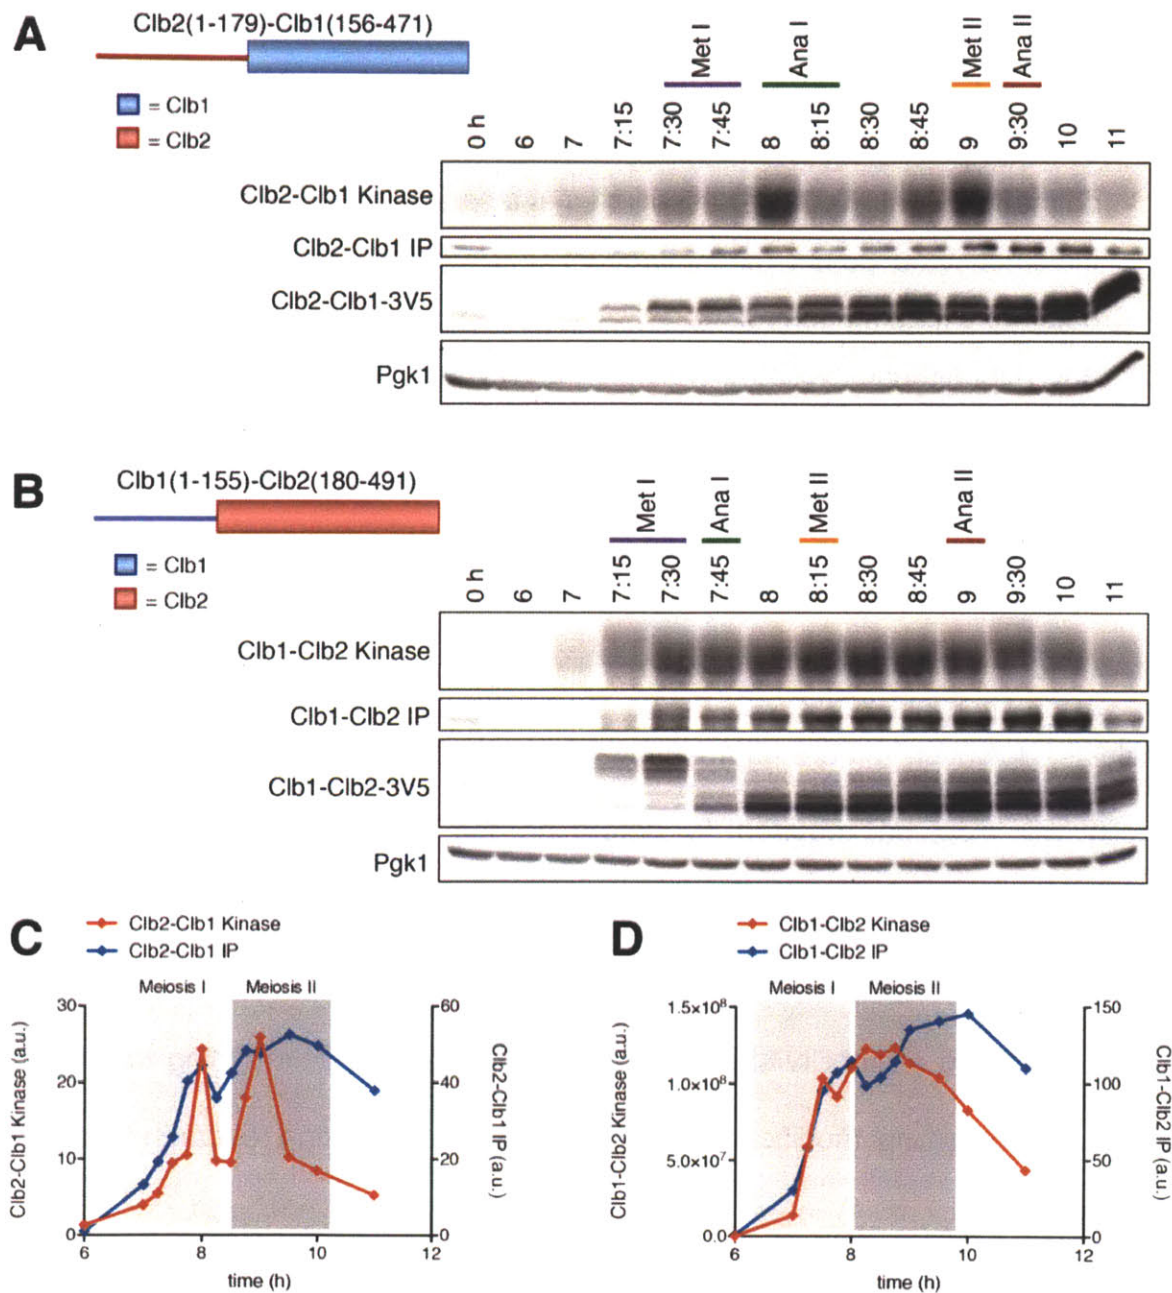 A
Clb2(1-179)-Clb1(156-471)
= Clb1
= Clb2
Met I
Ana I
Met II
Ana II
0 h 6 7 7:15 7:30 7:45 8 8:15 8:30 8:45 9 9:30 10 11
Clb2-Clb1 Kinase
Clb2-Clb1 IP
Clb2-Clb1-3V5
Pgk1
B
Clb1(1-155)-Clb2(180-491)
= Clb1
= Clb2
Met I
Ana I
Met II
Ana II
0 h 6 7 7:15 7:30 7:45 8 8:15 8:30 8:45 9 9:30 10 11
Clb1-Clb2 Kinase
Clb1-Clb2 IP
Clb1-Clb2-3V5
Pgk1
C
Clb2-Clb1 Kinase
Clb2-Clb1 IP
Meiosis I Meiosis II
30
20
10
0
Clb2-Clb1 Kinase (a.u.)
60
40
20
0
Clb2-Clb1 IP (a.u.)
6 8 10 12
time (h)
D
Clb1-Clb2 Kinase
Clb1-Clb2 IP
Meiosis I Meiosis II
1.5×10⁸
1.0×10⁸
5.0×10⁷
0.0
Clb1-Clb2 Kinase (a.u.)
150
100
50
0
Clb1-Clb2 IP (a.u.)
6 8 10 12
time (h)